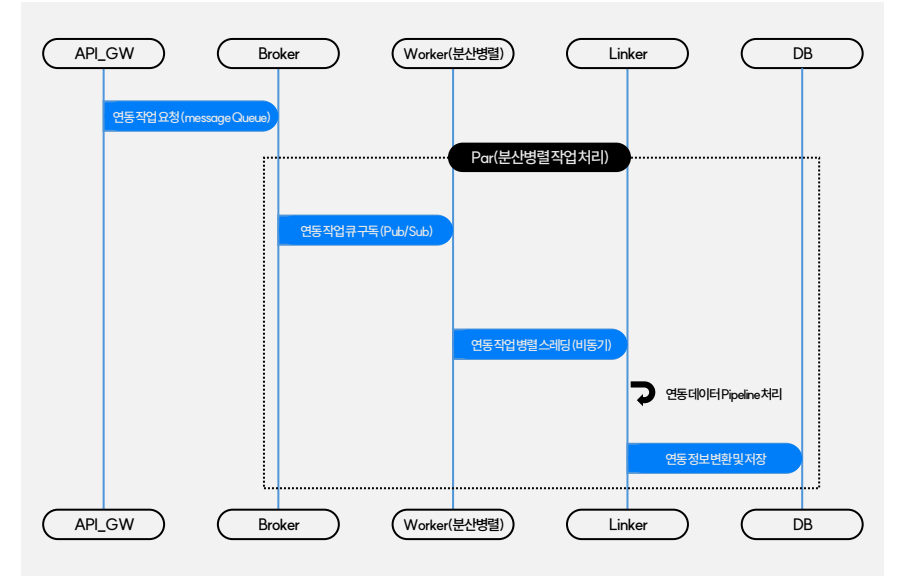 API_GW
Broker
Worker(분산병렬)
Linker
DB
연동작업 요청(message Queue)
Par(분산병렬작업처리)
연동작업 큐 구독 (Pub/Sub)
연동작업 병렬 스레딩 (비동기)
연동 데이터 Pipeline 처리
연동 정보 변환 및 저장
API_GW
Broker
Worker(분산병렬)
Linker
DB